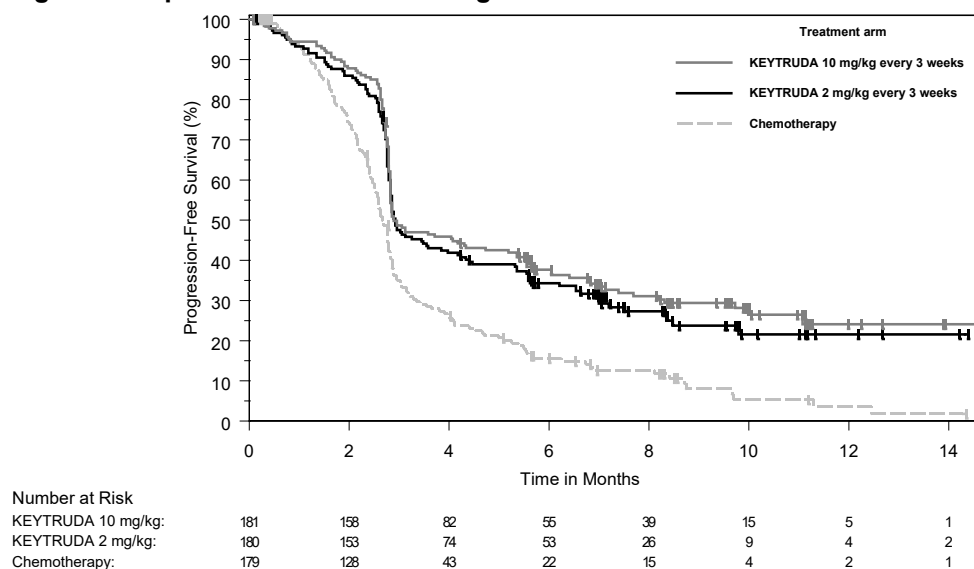 100
90
80
70
60
50
40
30
20
10
0
Progression-Free Survival (%)
Treatment arm
KEYTRUDA 10 mg/kg every 3 weeks
KEYTRUDA 2 mg/kg every 3 weeks
Chemotherapy
0 2 4 6 8 10 12 14
Time in Months
Number at Risk
KEYTRUDA 10 mg/kg: 181 158 82 55 39 15 5 1
KEYTRUDA 2 mg/kg: 180 153 74 53 26 9 4 2
Chemotherapy: 179 128 43 22 15 4 2 1